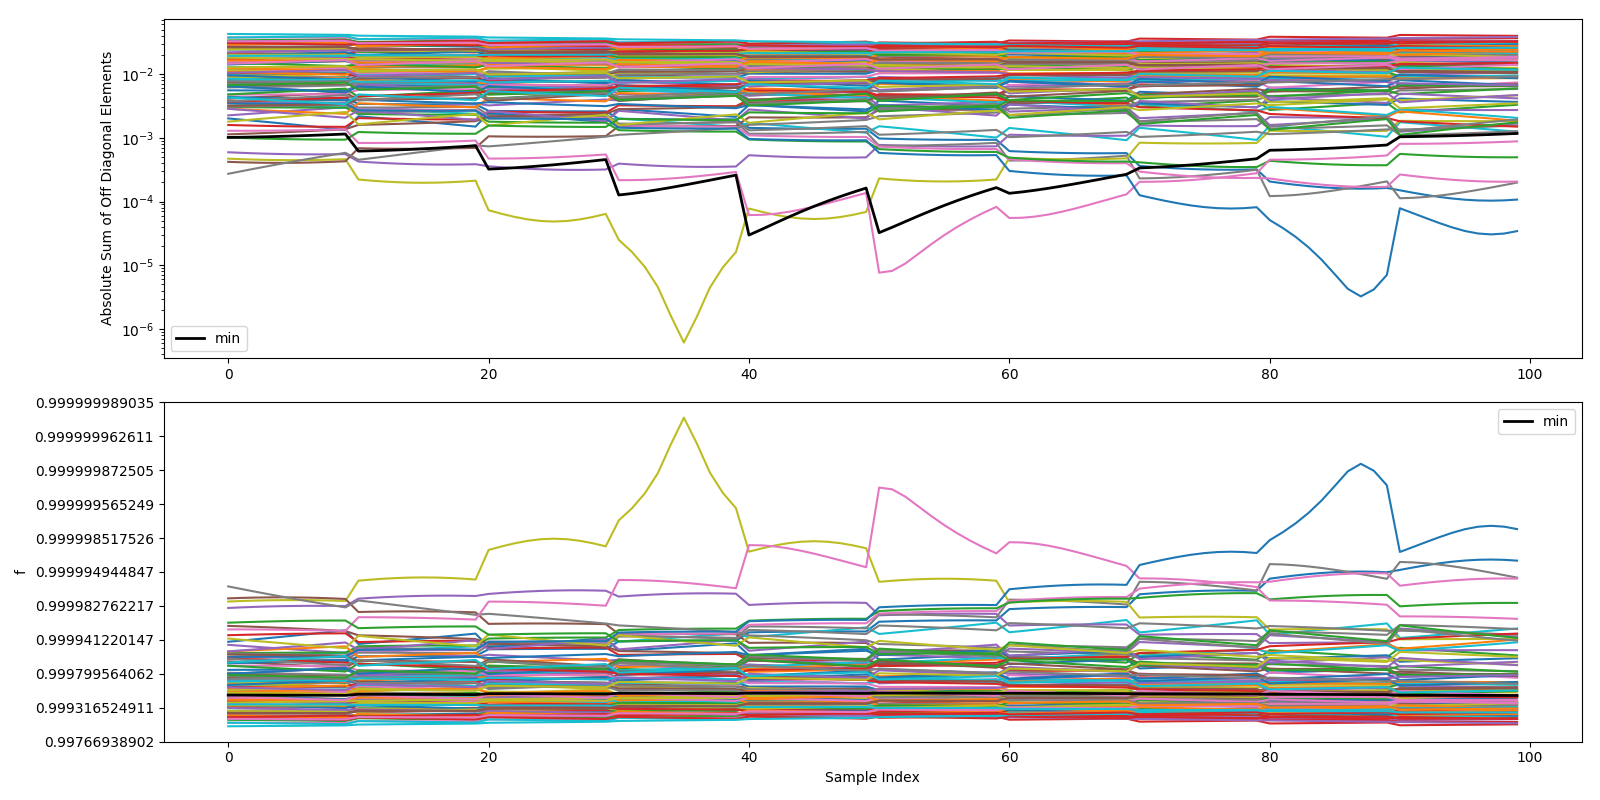 Absolute Sum of Off Diagonal Elements
10⁻²
10⁻³
10⁻⁴
10⁻⁵
10⁻⁶
min
0 20 40 60 80 100
f
0.999999989035
0.999999962611
0.999999872505
0.999999565249
0.999998517526
0.999994944847
0.999982762217
0.999941220147
0.999799564062
0.999316524911
0.99766938902
min
0 20 40 60 80 100
Sample Index